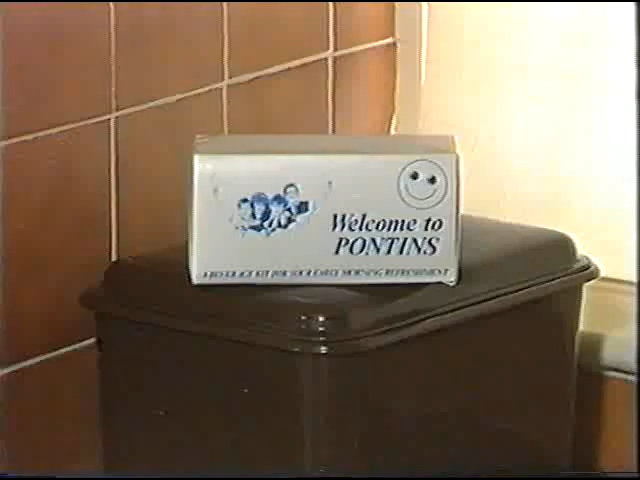 Welcome to
PONTINS
A BEVERAGE KIT FOR YOUR EARLY MORNING REFRESHMENT